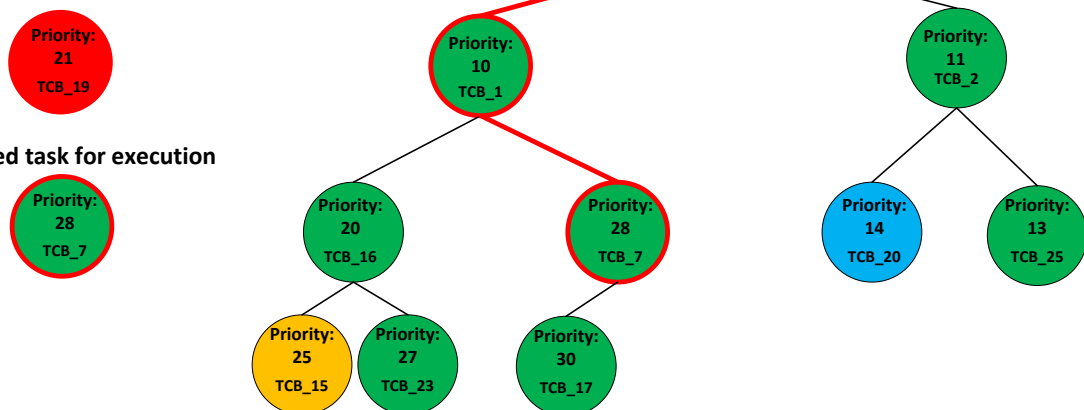 Priority:
21
TCB_19
Priority:
10
TCB_1
Priority:
11
TCB_2
task for execution
Priority:
28
TCB_7
Priority:
20
TCB_16
Priority:
28
TCB_7
Priority:
14
TCB_20
Priority:
13
TCB_25
Priority:
25
TCB_15
Priority:
27
TCB_23
Priority:
30
TCB_17